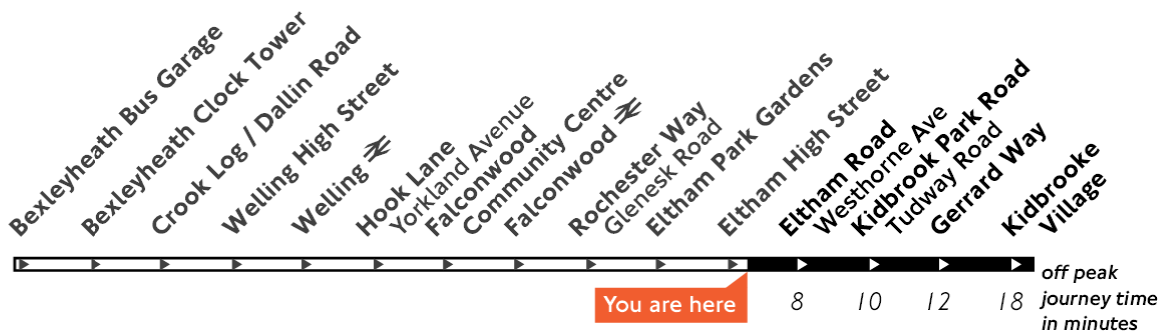 Bexleyheath Bus Garage
Bexleyheath Clock Tower
Crook Log / Dallin Road
Welling High Street
Welling
Hook Lane
Yorkland Avenue
Falconwood
Community Centre
Falconwood
Rochester Way
Glenesk Road
Eltham Park Gardens
Eltham High Street
Eltham Road
Westhorne Ave
Kidbrook Park Road
Tudway Road
Gerrard Way
Kidbrooke
Village
You are here
8
10
12
18
off peak
journey time
in minutes